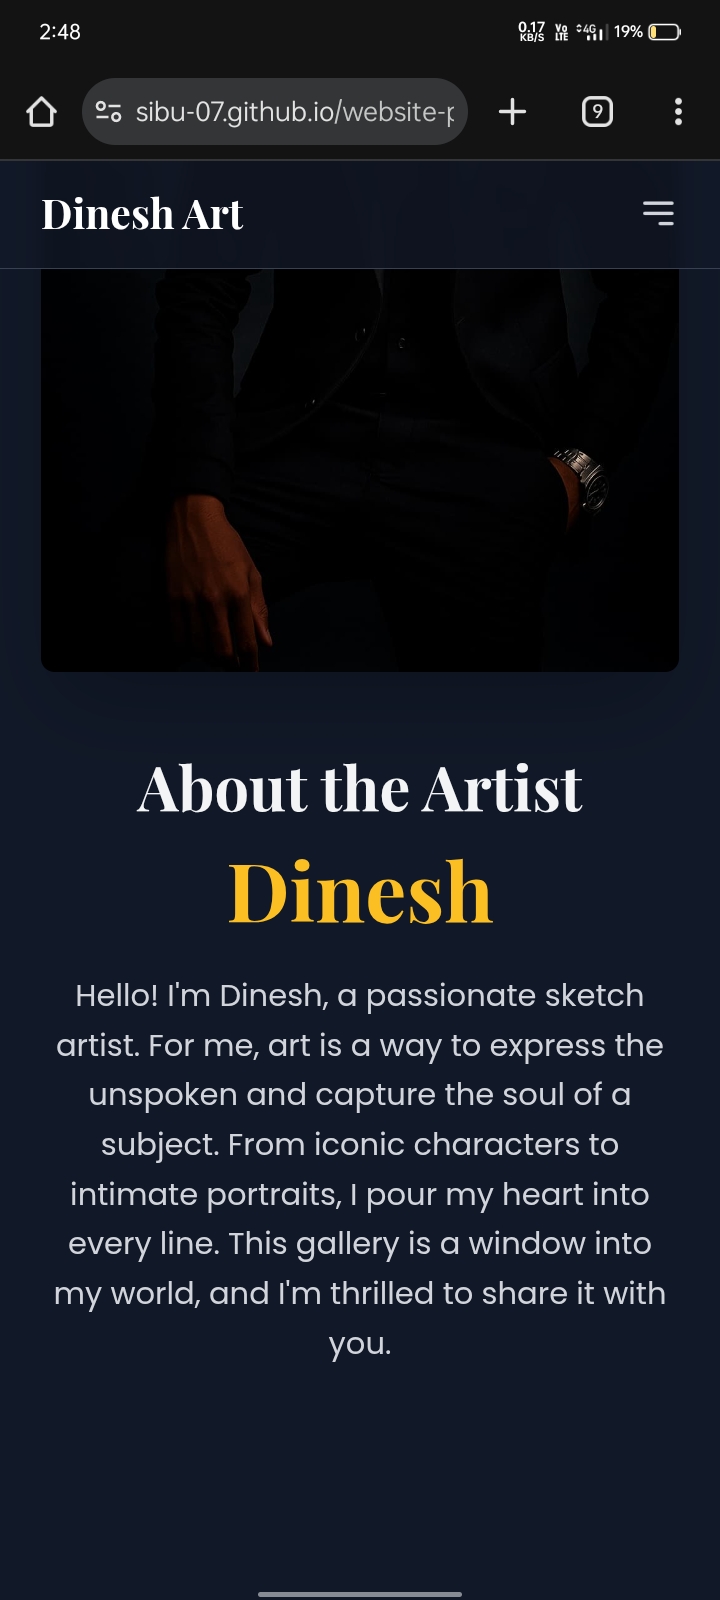 2:48
0.17 KB/S Vo LTE 4G 19%
sibu-07.github.io/website-p
9
Dinesh Art
About the Artist
Dinesh
Hello! I'm Dinesh, a passionate sketch
artist. For me, art is a way to express the
unspoken and capture the soul of a
subject. From iconic characters to
intimate portraits, I pour my heart into
every line. This gallery is a window into
my world, and I'm thrilled to share it with
you.